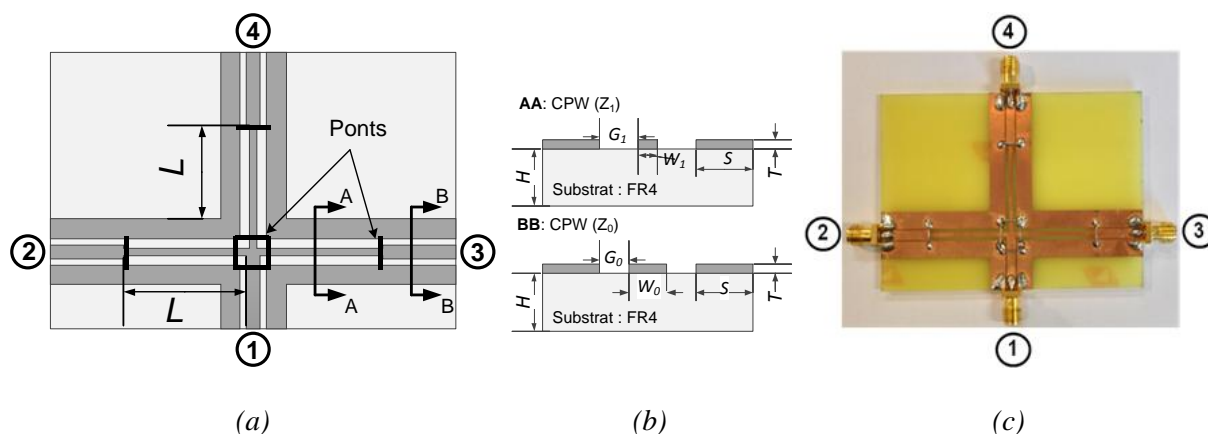 4
Ponts
L
A
B
2
3
L
A
B
1
AA: CPW (Z1)
G1
W1
S
T
H
Substrat : FR4
BB: CPW (Z0)
G0
W0
S
T
H
Substrat : FR4
4
2
3
1
(a)
(b)
(c)